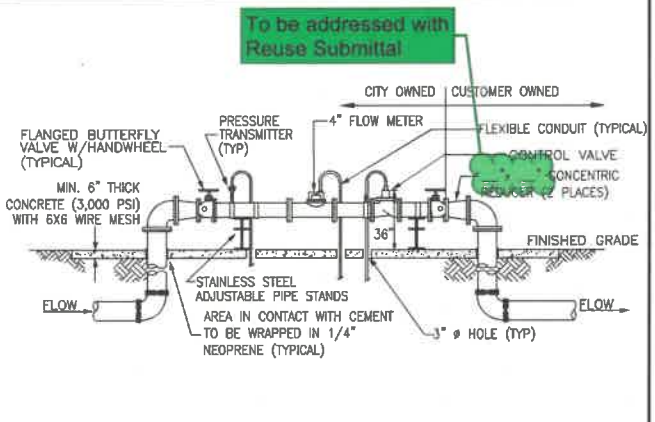 To be addressed with
Reuse Submittal
CITY OWNED
CUSTOMER OWNED
PRESSURE
TRANSMITTER
(TYP)
4" FLOW METER
FLEXIBLE CONDUIT (TYPICAL)
FLANGED BUTTERFLY
VALVE W/HANDWHEEL
(TYPICAL)
CONTROL VALVE
CONCENTRIC
REDUCER (2 PLACES)
MIN. 6" THICK
CONCRETE (3,000 PSI)
WITH 6X6 WIRE MESH
36"
FINISHED GRADE
STAINLESS STEEL
ADJUSTABLE PIPE STANDS
FLOW
AREA IN CONTACT WITH CEMENT
TO BE WRAPPED IN 1/4"
NEOPRENE (TYPICAL)
3" ø HOLE (TYP)
FLOW